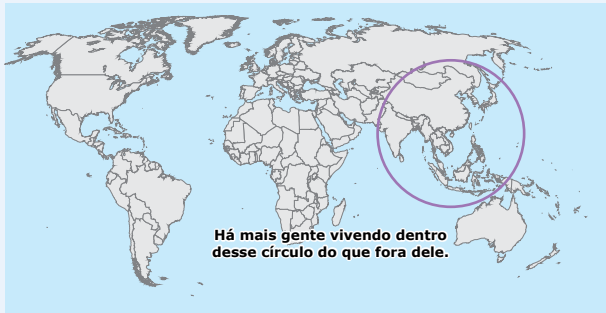 Há mais gente vivendo dentro
desse círculo do que fora dele.